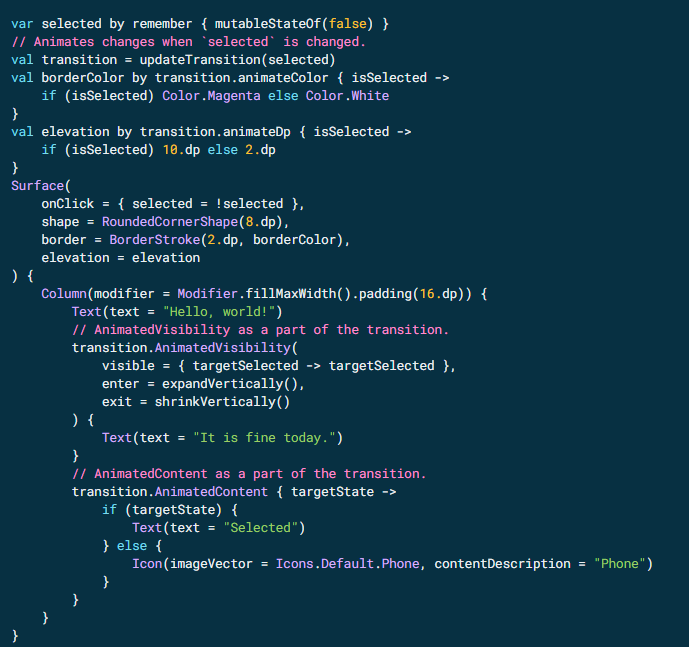 var selected by remember { mutableStateOf(false) }
// Animates changes when `selected` is changed.
val transition = updateTransition(selected)
val borderColor by transition.animateColor { isSelected ->
    if (isSelected) Color.Magenta else Color.White
}
val elevation by transition.animateDp { isSelected ->
    if (isSelected) 10.dp else 2.dp
}
Surface(
    onClick = { selected = !selected },
    shape = RoundedCornerShape(8.dp),
    border = BorderStroke(2.dp, borderColor),
    elevation = elevation
) {
    Column(modifier = Modifier.fillMaxWidth().padding(16.dp)) {
        Text(text = "Hello, world!")
        // AnimatedVisibility as a part of the transition.
        transition.AnimatedVisibility(
            visible = { targetSelected -> targetSelected },
            enter = expandVertically(),
            exit = shrinkVertically()
        ) {
            Text(text = "It is fine today.")
        }
        // AnimatedContent as a part of the transition.
        transition.AnimatedContent { targetState ->
            if (targetState) {
                Text(text = "Selected")
            } else {
                Icon(imageVector = Icons.Default.Phone, contentDescription = "Phone")
            }
        }
    }
}